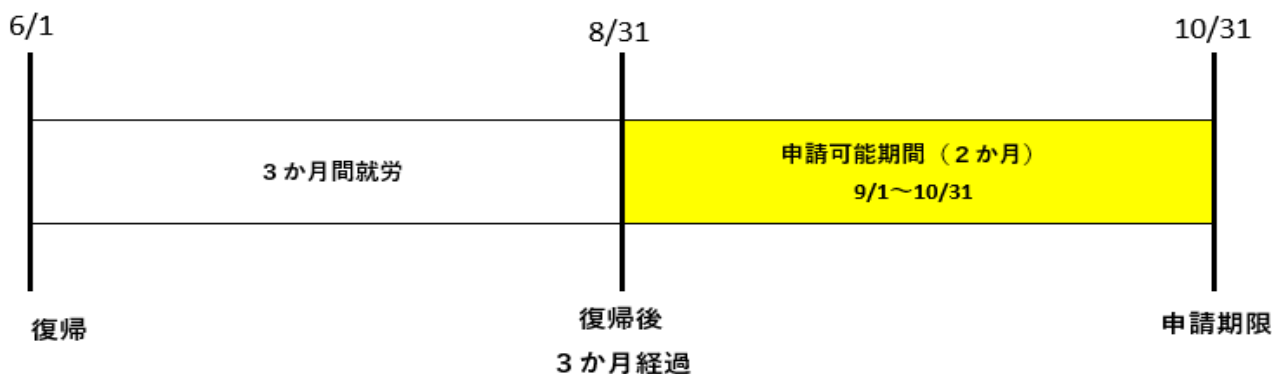 6/1
8/31
10/31
3か月間就労
申請可能期間（2か月）
9/1～10/31
復帰
復帰後
3か月経過
申請期限